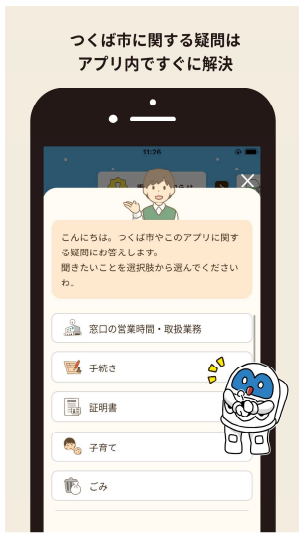 つくば市に関する疑問は
アプリ内ですぐに解決
11:26
こんにちは。つくば市やこのアプリに関す
る疑問にお答えします。
聞きたいことを選択肢から選んでください
ね。
窓口の営業時間・取扱業務
手続き
証明書
子育て
ごみ